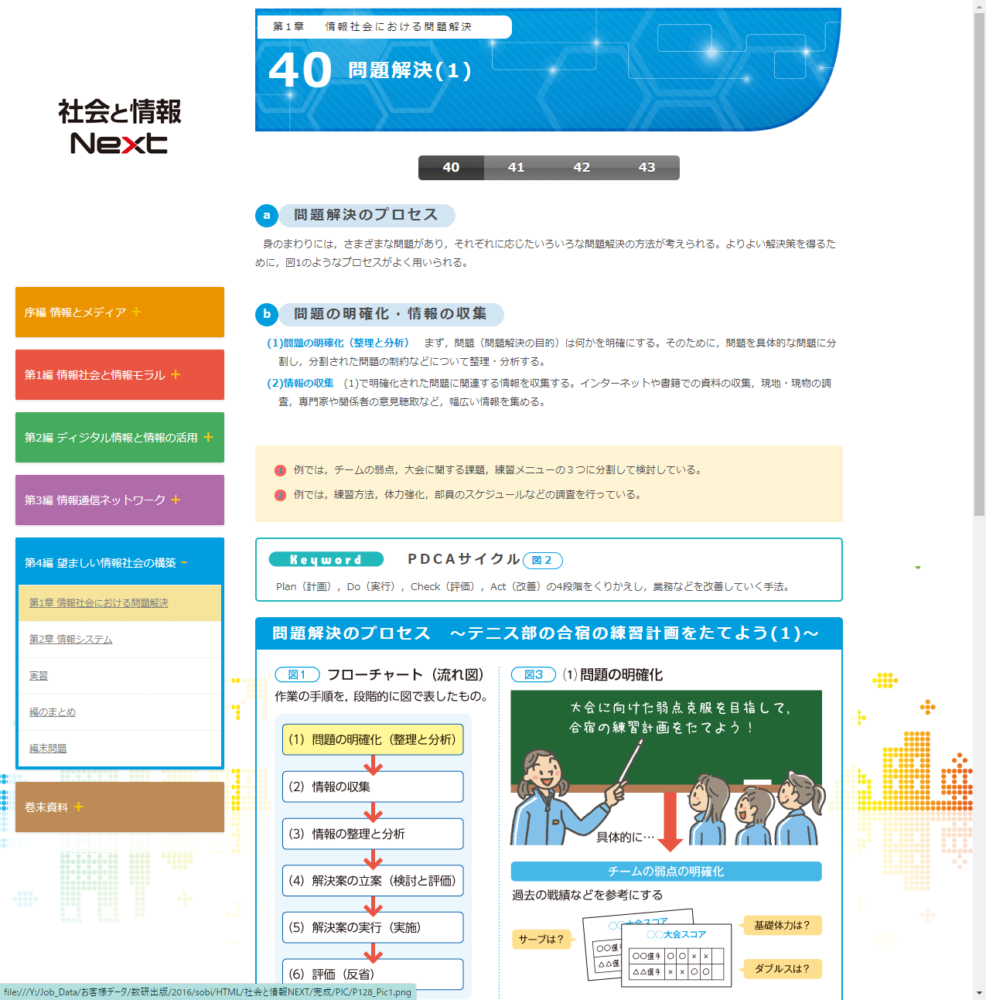 第1章　情報社会における問題解決
40 問題解決(1)
社会と情報
Next
40 41 42 43
a 問題解決のプロセス
身のまわりには，さまざまな問題があり，それぞれに応じたいろいろな問題解決の方法が考えられる。よりよい解決策を得るた
めに，図1のようなプロセスがよく用いられる。
b 問題の明確化・情報の収集
(1)問題の明確化（整理と分析）　まず，問題（問題解決の目的）は何かを明確にする。そのために，問題を具体的な問題に分
割し，分割された問題の制約などについて整理・分析する。
(2)情報の収集　(1)で明確化された問題に関連する情報を収集する。インターネットや書籍での資料の収集，現地・現物の調
査，専門家や関係者の意見聴取など，幅広い情報を集める。
1 例では，チームの弱点，大会に関する課題，練習メニューの３つに分割して検討している。
2 例では，練習方法，体力強化，部員のスケジュールなどの調査を行っている。
Keyword PDCAサイクル 図２
Plan（計画），Do（実行），Check（評価），Act（改善）の4段階をくりかえし，業務などを改善していく手法。
序編 情報とメディア +
第1編 情報社会と情報モラル +
第2編 ディジタル情報と情報の活用 +
第3編 情報通信ネットワーク +
第4編 望ましい情報社会の構築 -
第1章 情報社会における問題解決
第2章 情報システム
実習
編のまとめ
編末問題
巻末資料 +
問題解決のプロセス　～テニス部の合宿の練習計画をたてよう(1)～
図1 フローチャート（流れ図）
作業の手順を，段階的に図で表したもの。
(1) 問題の明確化（整理と分析）
(2) 情報の収集
(3) 情報の整理と分析
(4) 解決案の立案（検討と評価）
(5) 解決案の実行（実施）
(6) 評価（反省）
図3 (1)問題の明確化
大会に向けた弱点克服を目指して，
合宿の練習計画をたてよう！
具体的に…
チームの弱点の明確化
過去の戦績などを参考にする
サーブは？
基礎体力は？
ダブルスは？
○○大会スコア
○○選手
△△選
○○大会スコア
○○選手 ○ ○ × ×
△△選手 × × ○ ○
file:///Y:/Job_Data/お客様データ/数研出版/2016/sobi/HTML/社会と情報NEXT/完成/PIC/P128_Pic1.png